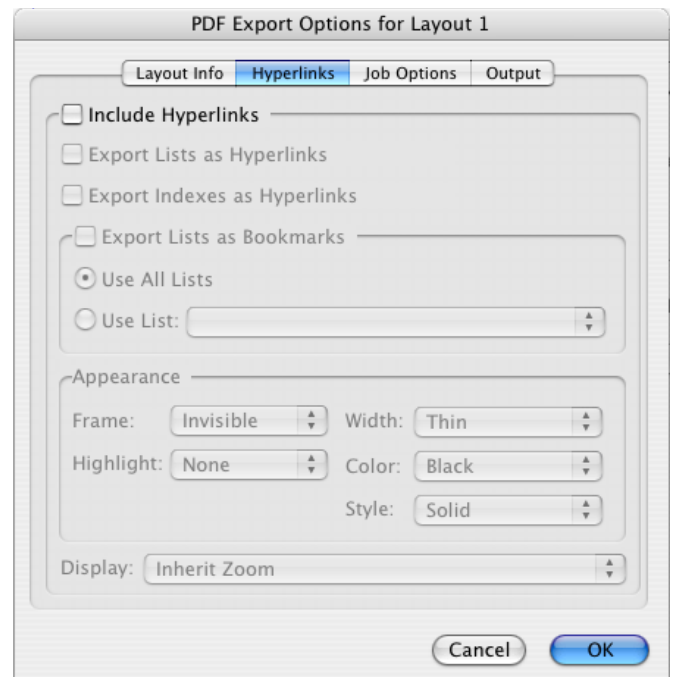 PDF Export Options for Layout 1
Layout Info Hyperlinks Job Options Output
Include Hyperlinks
Export Lists as Hyperlinks
Export Indexes as Hyperlinks
Export Lists as Bookmarks
Use All Lists
Use List:
Appearance
Frame: Invisible Width: Thin
Highlight: None Color: Black
Style: Solid
Display: Inherit Zoom
Cancel OK